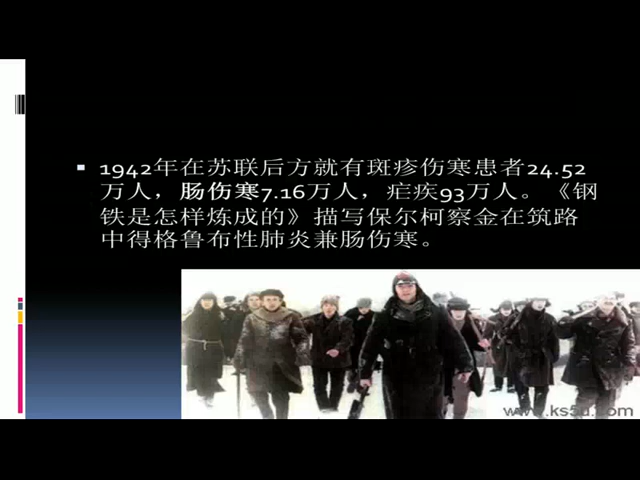 1942年在苏联后方就有斑疹伤寒患者24.52
万人，肠伤寒7.16万人，疟疾93万人。《钢
铁是怎样炼成的》描写保尔柯察金在筑路
中得格鲁布性肺炎兼肠伤寒。
www.ks5u.com